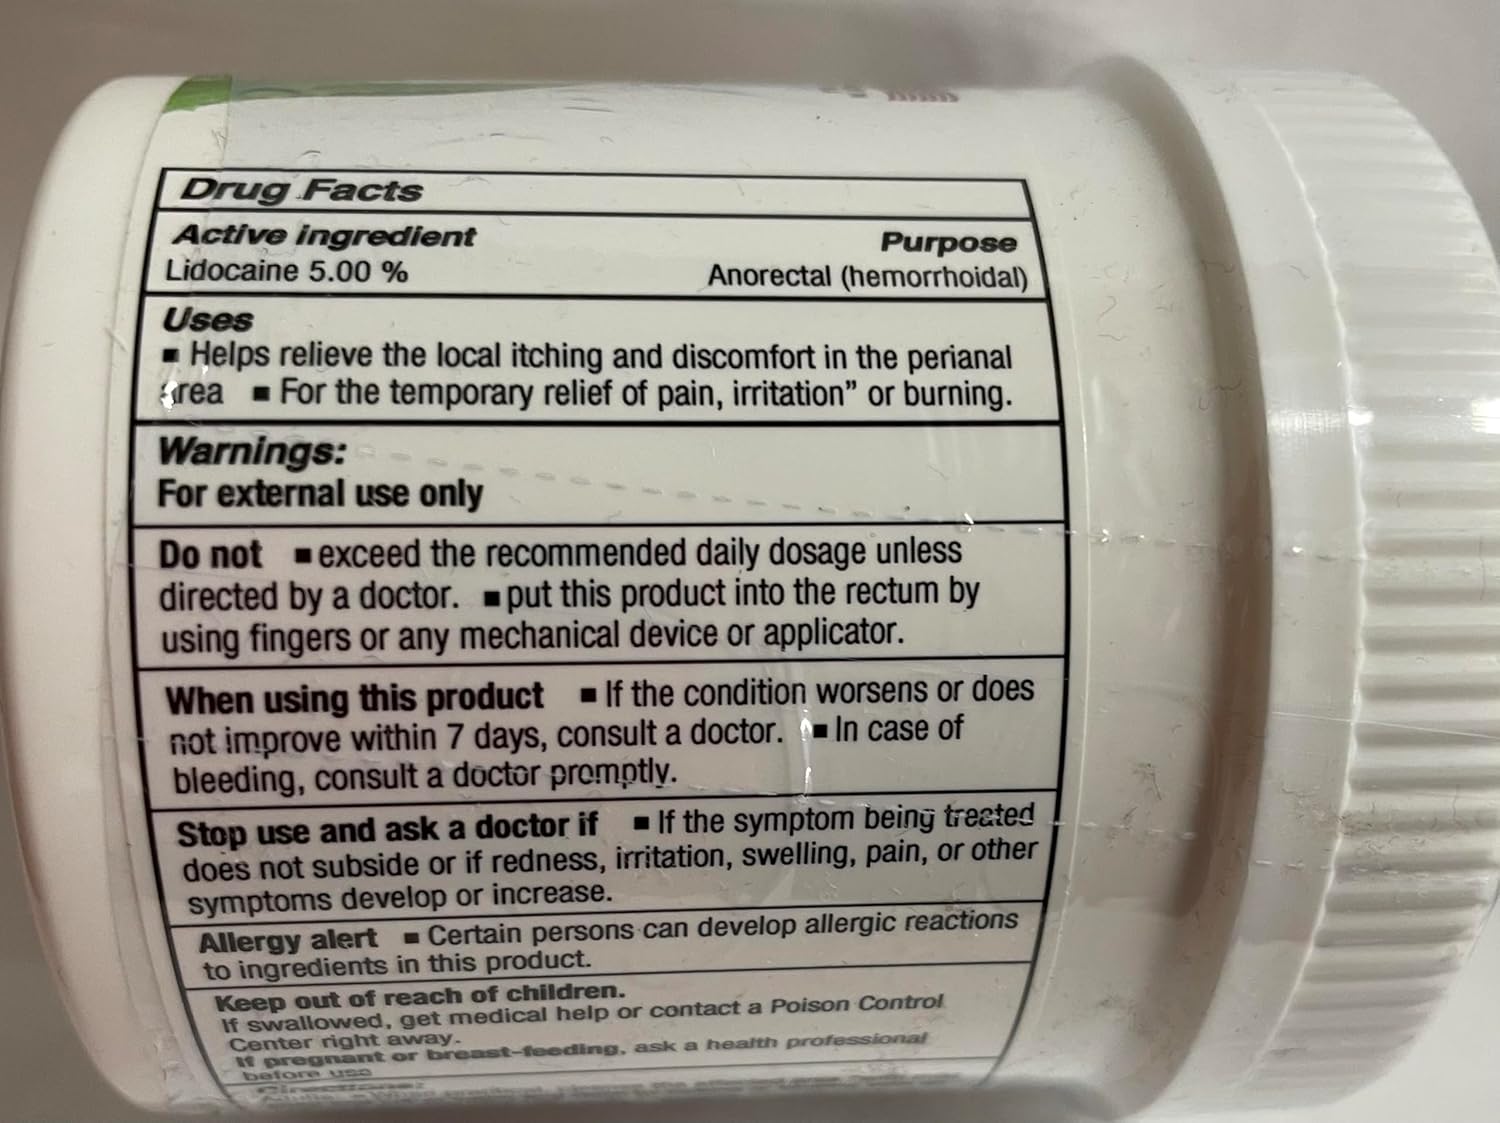 Drug Facts
Active ingredient Purpose
Lidocaine 5.00 % Anorectal (hemorrhoidal)
Uses
▪ Helps relieve the local itching and discomfort in the perianal
area ▪ For the temporary relief of pain, irritation” or burning.
Warnings:
For external use only
Do not ▪ exceed the recommended daily dosage unless
directed by a doctor. ▪ put this product into the rectum by
using fingers or any mechanical device or applicator.
When using this product ▪ If the condition worsens or does
not improve within 7 days, consult a doctor. ▪ In case of
bleeding, consult a doctor promptly.
Stop use and ask a doctor if ▪ If the symptom being treated
does not subside or if redness, irritation, swelling, pain, or other
symptoms develop or increase.
Allergy alert ▪ Certain persons can develop allergic reactions
to ingredients in this product.
Keep out of reach of children.
If swallowed, get medical help or contact a Poison Control
Center right away.
If pregnant or breast-feeding, ask a health professional
before use
Directions: